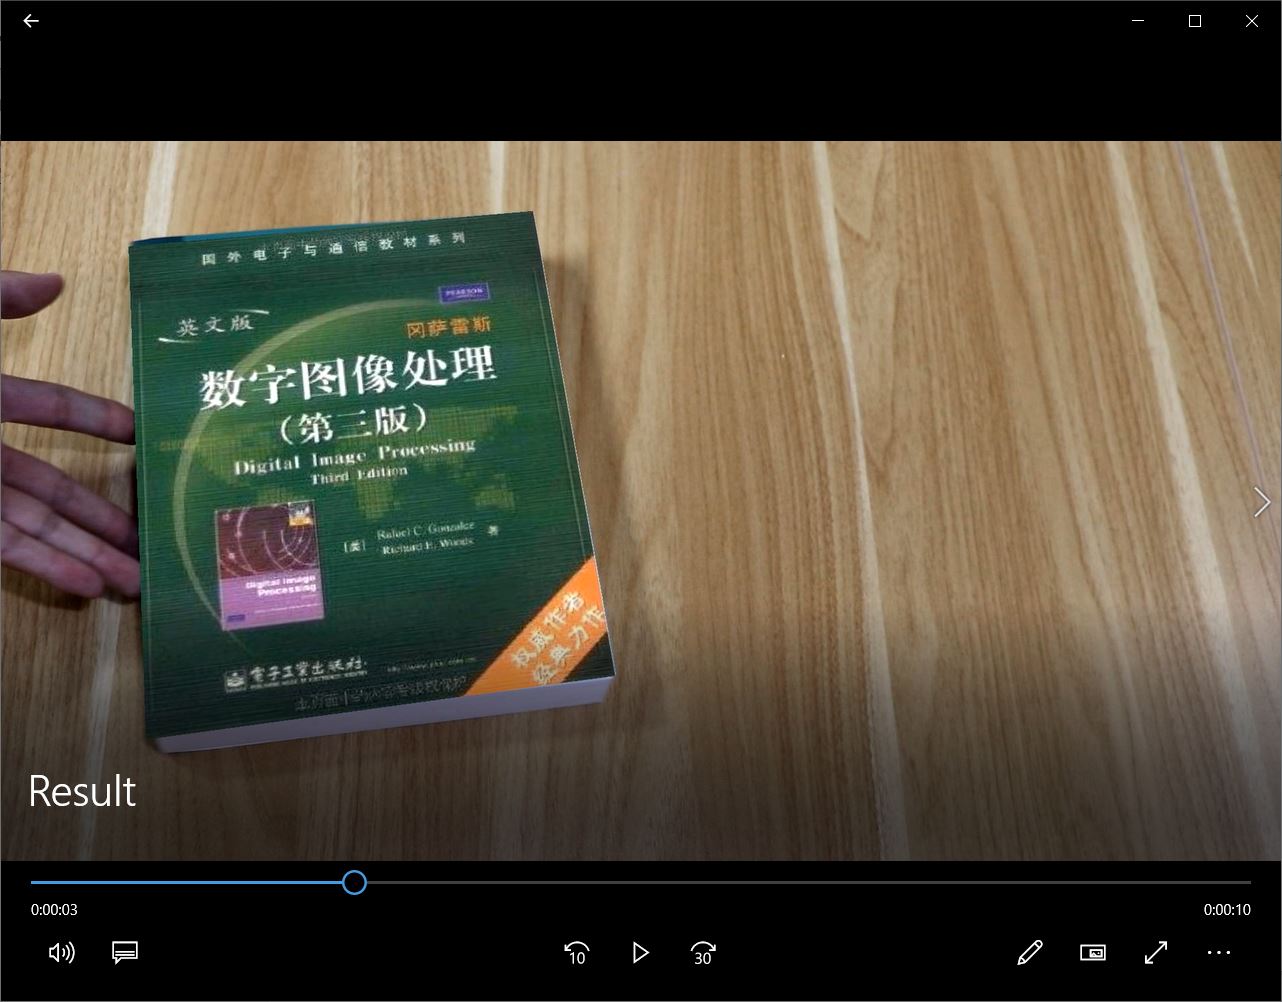 国外电子与通信教材系列
PEARSON
英文版
冈萨雷斯
数字图像处理
（第三版）
Digital Image Processing
Third Edition
[美] Rafael C. Gonzalez
Richard E. Woods 著
Digital Image
Processing
权威作者
经典力作
电子工业出版社
Result
0:00:03
0:00:10
10
30